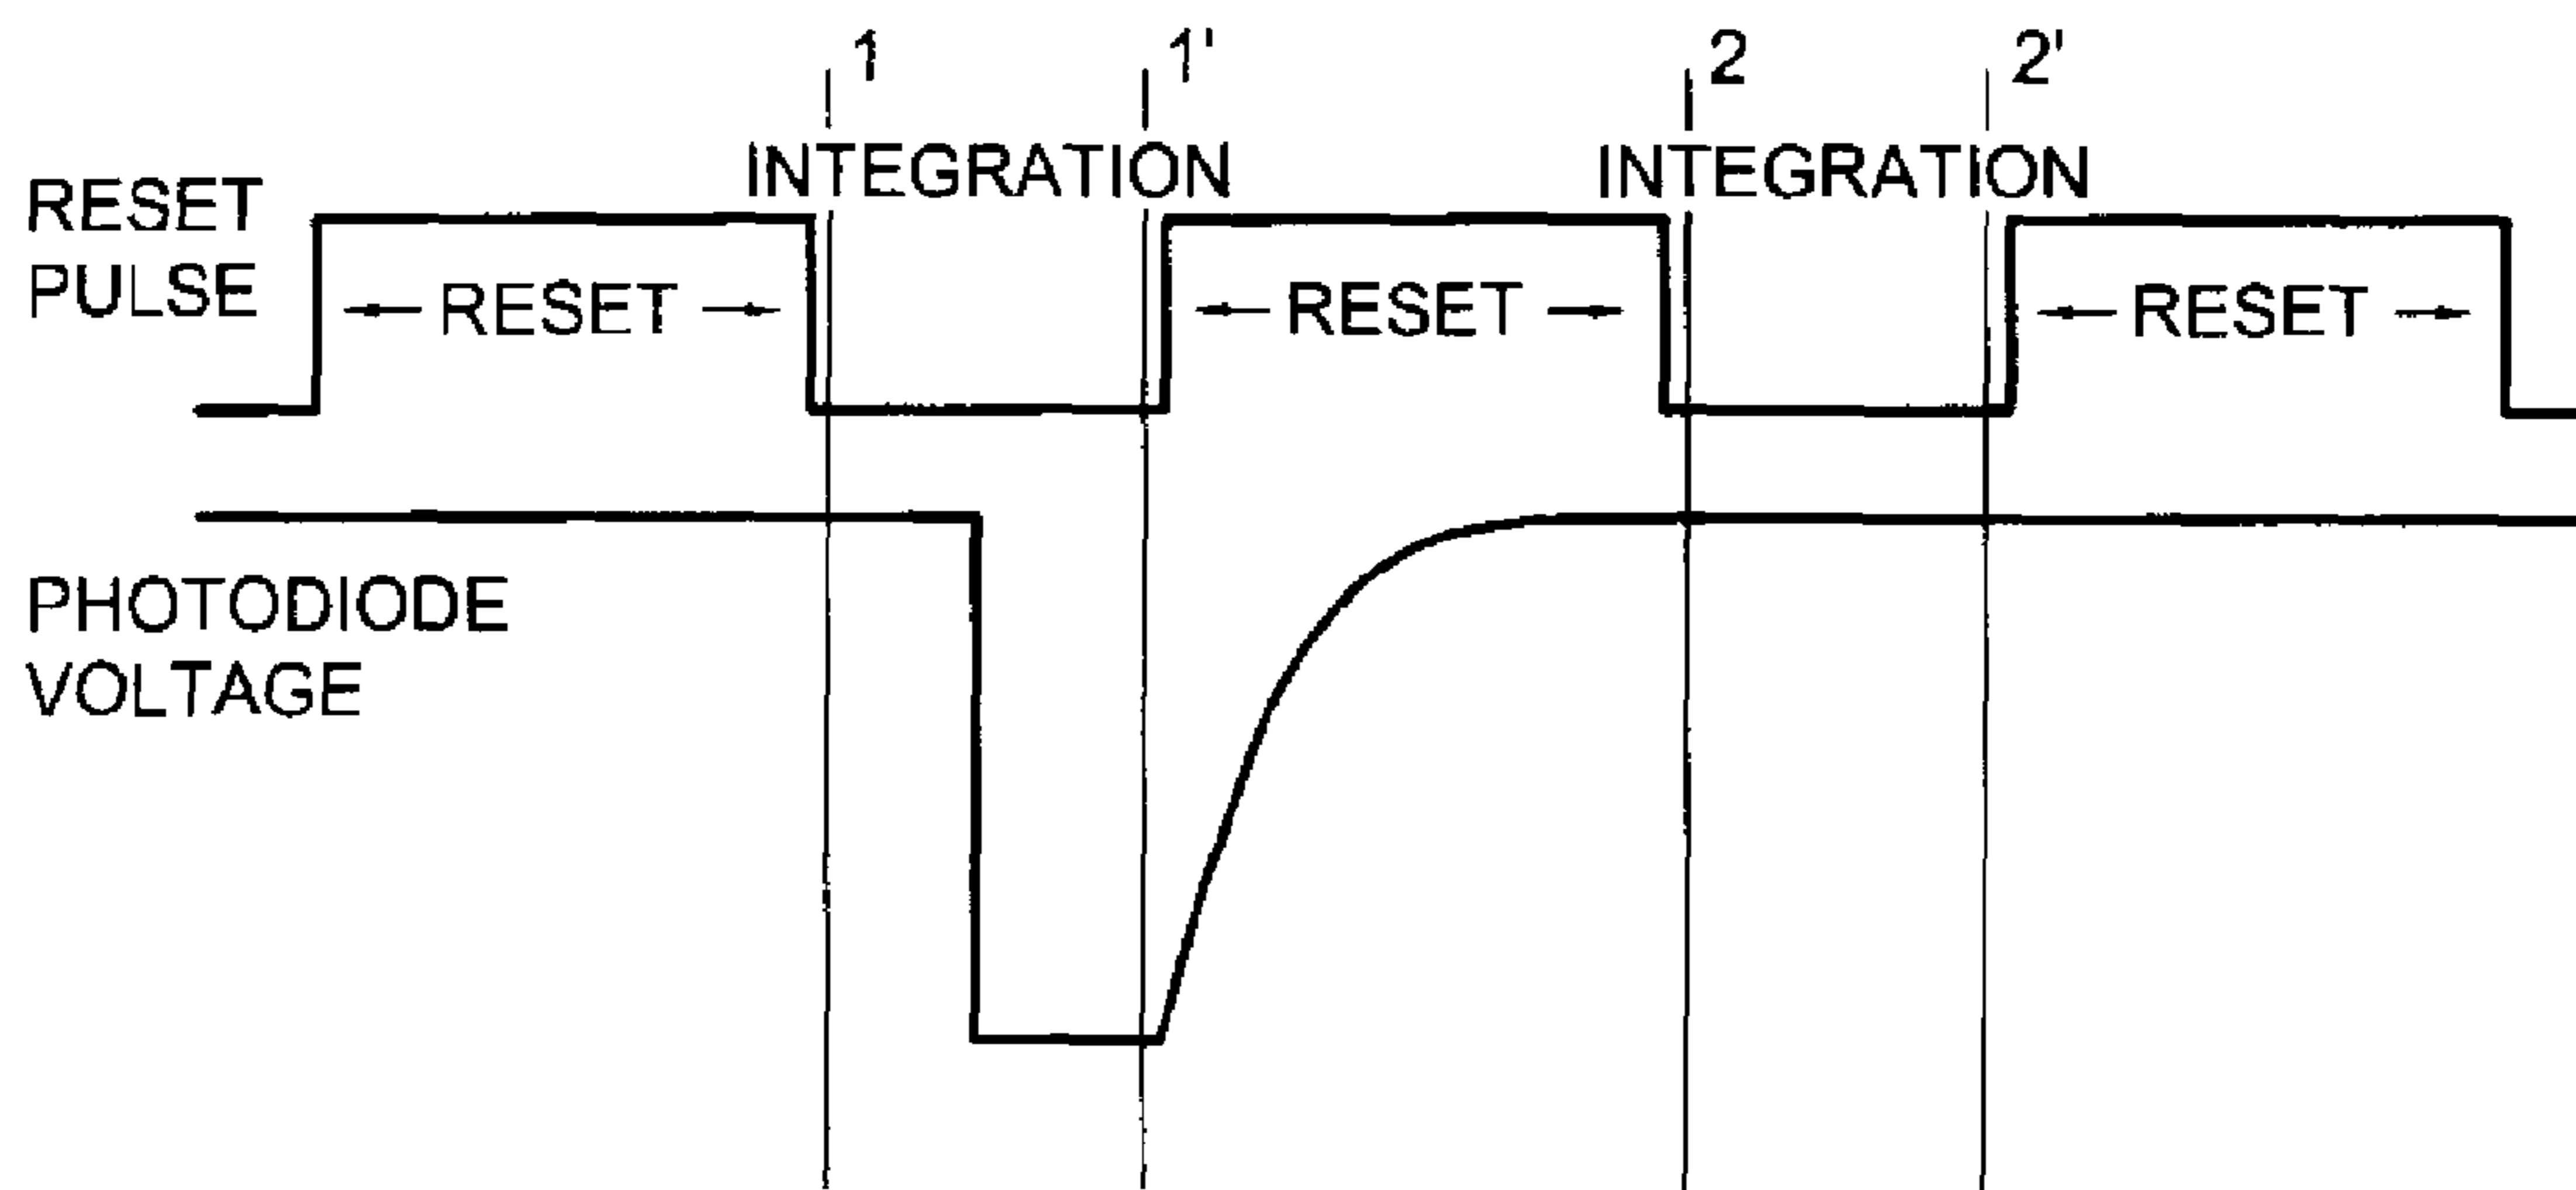 1 1' 2 2'
INTEGRATION INTEGRATION
RESET
PULSE
RESET RESET RESET
PHOTODIODE
VOLTAGE